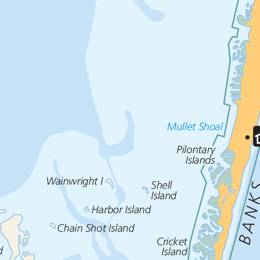 Mullet Shoal
Pilontary
Islands
Wainwright I
Shell
Island
Harbor Island
Chain Shot Island
Cricket
Island
BANKS